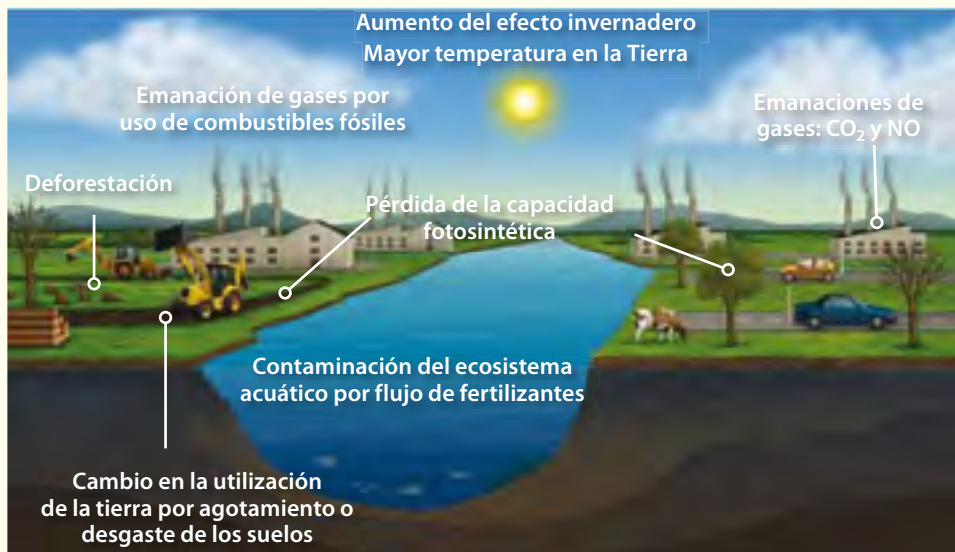 Aumento del efecto invernadero
Mayor temperatura en la Tierra
Emanación de gases por
uso de combustibles fósiles
Emanaciones de
gases: CO₂ y NO
Deforestación
Pérdida de la capacidad
fotosintética
Contaminación del ecosistema
acuático por flujo de fertilizantes
Cambio en la utilización
de la tierra por agotamiento o
desgaste de los suelos